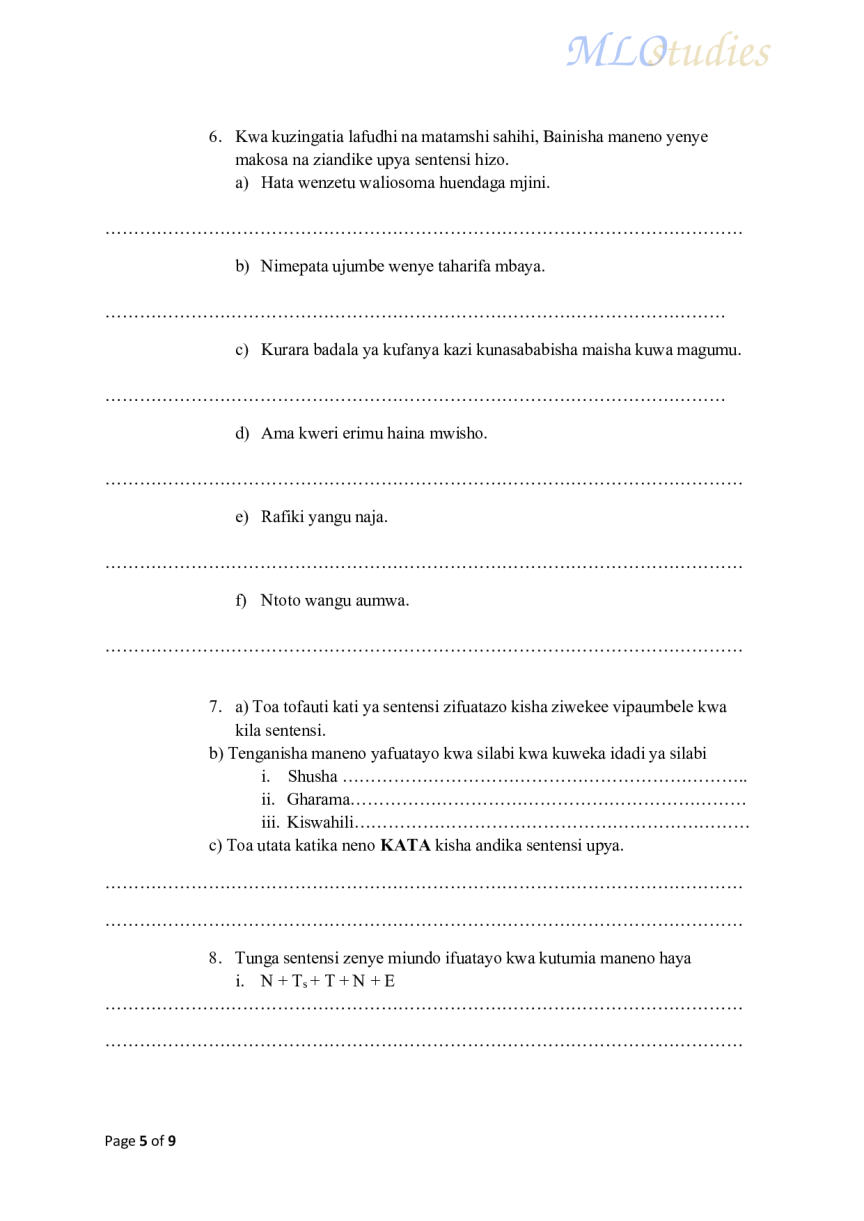 MLOstudies
6. Kwa kuzingatia lafudhi na matamshi sahihi, Bainisha maneno yenye
makosa na ziandike upya sentensi hizo.
a) Hata wenzetu waliosoma huendaga mjini.
……………………………………………………………………………………………………
b) Nimepata ujumbe wenye taharifa mbaya.
…………………………………………………………………………………………………
c) Kurara badala ya kufanya kazi kunasababisha maisha kuwa magumu.
…………………………………………………………………………………………………
d) Ama kweri erimu haina mwisho.
……………………………………………………………………………………………………
e) Rafiki yangu naja.
……………………………………………………………………………………………………
f) Ntoto wangu aumwa.
……………………………………………………………………………………………………
7. a) Toa tofauti kati ya sentensi zifuatazo kisha ziwekee vipaumbele kwa
kila sentensi.
b) Tenganisha maneno yafuatayo kwa silabi kwa kuweka idadi ya silabi
i. Shusha ……………………………………………………………..
ii. Gharama……………………………………………………………
iii. Kiswahili……………………………………………………………
c) Toa utata katika neno KATA kisha andika sentensi upya.
……………………………………………………………………………………………………
……………………………………………………………………………………………………
8. Tunga sentensi zenye miundo ifuatayo kwa kutumia maneno haya
i. N + Ts + T + N + E
……………………………………………………………………………………………………
……………………………………………………………………………………………………
Page 5 of 9